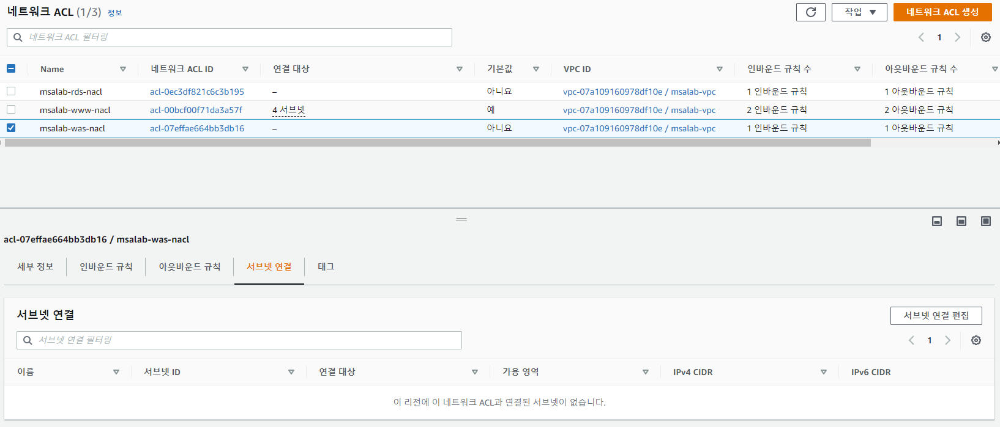 네트워크 ACL (1/3) 정보
작업
네트워크 ACL 생성
네트워크 ACL 필터링
1
Name 네트워크 ACL ID 연결 대상 기본값 VPC ID 인바운드 규칙 수 아웃바운드 규칙 수
msalab-rds-nacl acl-0ec3df821c6c3b195 – 아니요 vpc-07a109160978df10e / msalab-vpc 1 인바운드 규칙 1 아웃바운드 규칙
msalab-www-nacl acl-00bcf00f71da3a57f 4 서브넷 예 vpc-07a109160978df10e / msalab-vpc 2 인바운드 규칙 2 아웃바운드 규칙
msalab-was-nacl acl-07effae664bb3db16 – 아니요 vpc-07a109160978df10e / msalab-vpc 1 인바운드 규칙 1 아웃바운드 규칙
acl-07effae664bb3db16 / msalab-was-nacl
세부 정보 인바운드 규칙 아웃바운드 규칙 서브넷 연결 태그
서브넷 연결
서브넷 연결 편집
서브넷 연결 필터링
1
이름 서브넷 ID 연결 대상 가용 영역 IPv4 CIDR IPv6 CIDR
이 리전에 이 네트워크 ACL과 연결된 서브넷이 없습니다.